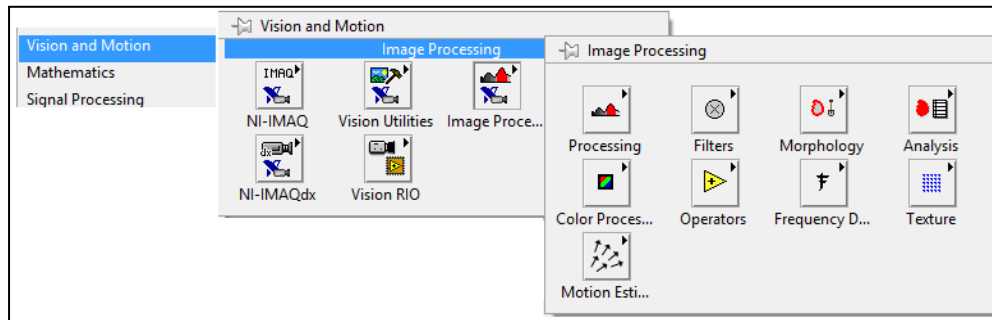 Vision and Motion
Mathematics
Signal Processing
Vision and Motion
Image Processing
IMAQ
NI-IMAQ Vision Utilities Image Proce...
dx
NI-IMAQdx Vision RIO
Image Processing
Processing Filters Morphology Analysis
Color Proces... Operators Frequency D... Texture
Motion Esti...